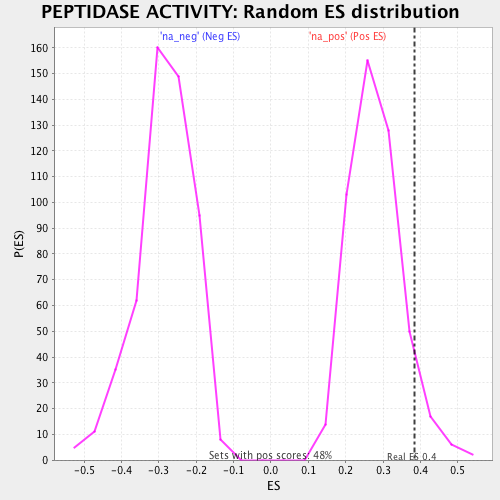 PEPTIDASE ACTIVITY: Random ES distribution
'na_neg' (Neg ES) 'na_pos' (Pos ES)
160
150
140
130
120
110
100
90
80
70
60
50
40
30
20
10
0
P(ES)
Sets with pos scores: 48%
Real ES 0.4
-0.5 -0.4 -0.3 -0.2 -0.1 0.0 0.1 0.2 0.3 0.4 0.5
ES